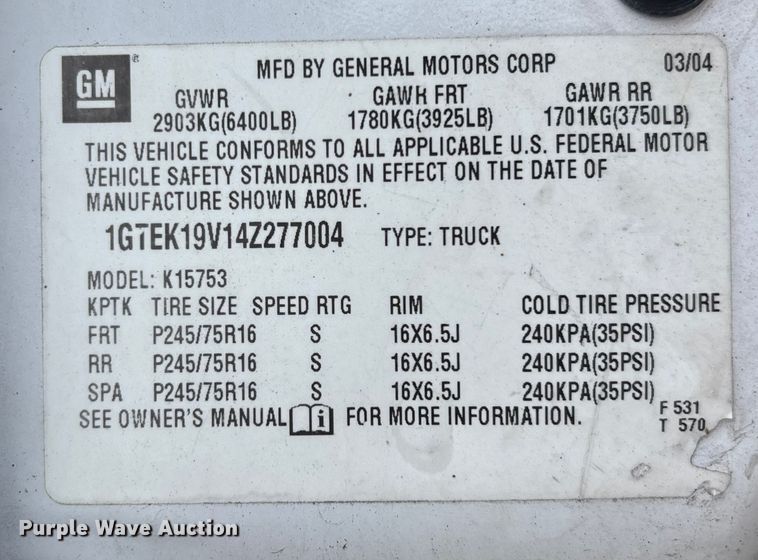 GM® MFD BY GENERAL MOTORS CORP 03/04
GVWR GAWR FRT GAWR RR
2903KG(6400LB) 1780KG(3925LB) 1701KG(3750LB)
THIS VEHICLE CONFORMS TO ALL APPLICABLE U.S. FEDERAL MOTOR
VEHICLE SAFETY STANDARDS IN EFFECT ON THE DATE OF
MANUFACTURE SHOWN ABOVE.
1GTEK19V14Z277004 TYPE: TRUCK
MODEL: K15753
KPTK TIRE SIZE SPEED RTG RIM COLD TIRE PRESSURE
FRT P245/75R16 S 16X6.5J 240KPA(35PSI)
RR P245/75R16 S 16X6.5J 240KPA(35PSI)
SPA P245/75R16 S 16X6.5J 240KPA(35PSI)
SEE OWNER'S MANUAL i FOR MORE INFORMATION.
F 531
T 570
Purple Wave Auction